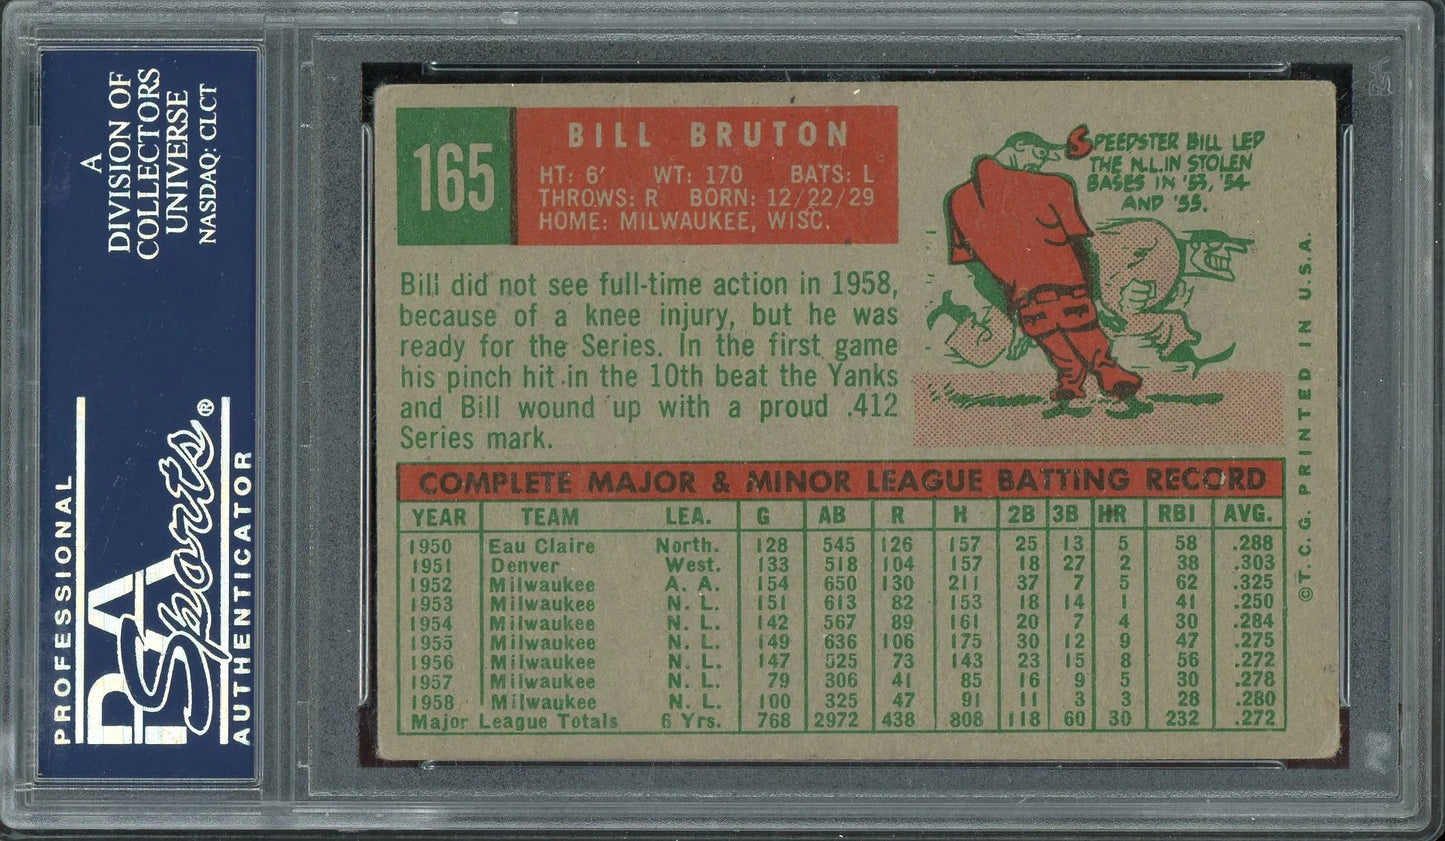 A
DIVISION OF
COLLECTORS
UNIVERSE
NASDAQ: CLCT
PROFESSIONAL
PSA
Sports®
AUTHENTICATOR
165
BILL BRUTON
HT: 6' WT: 170 BATS: L
THROWS: R BORN: 12/22/29
HOME: MILWAUKEE, WISC.
SPEEDSTER BILL LED
THE N.L. IN STOLEN
BASES IN '53, '54
AND '55.
Bill did not see full-time action in 1958,
because of a knee injury, but he was
ready for the Series. In the first game
his pinch hit in the 10th beat the Yanks
and Bill wound up with a proud .412
Series mark.
COMPLETE MAJOR & MINOR LEAGUE BATTING RECORD
YEAR TEAM LEA. G AB R H 2B 3B HR RBI AVG.
1950 Eau Claire North. 128 545 126 157 25 13 5 58 .288
1951 Denver West. 133 518 104 157 18 27 2 38 .303
1952 Milwaukee A. A. 154 650 130 211 37 7 5 62 .325
1953 Milwaukee N. L. 151 613 82 153 18 14 1 41 .250
1954 Milwaukee N. L. 142 567 89 161 20 7 4 30 .284
1955 Milwaukee N. L. 149 636 106 175 30 12 9 47 .275
1956 Milwaukee N. L. 147 525 73 143 23 15 8 56 .272
1957 Milwaukee N. L. 79 306 41 85 16 9 5 30 .278
1958 Milwaukee N. L. 100 325 47 91 11 3 3 28 .280
Major League Totals 6 Yrs. 768 2972 438 808 118 60 30 232 .272
©T. C. G. PRINTED IN U.S.A.
PSA